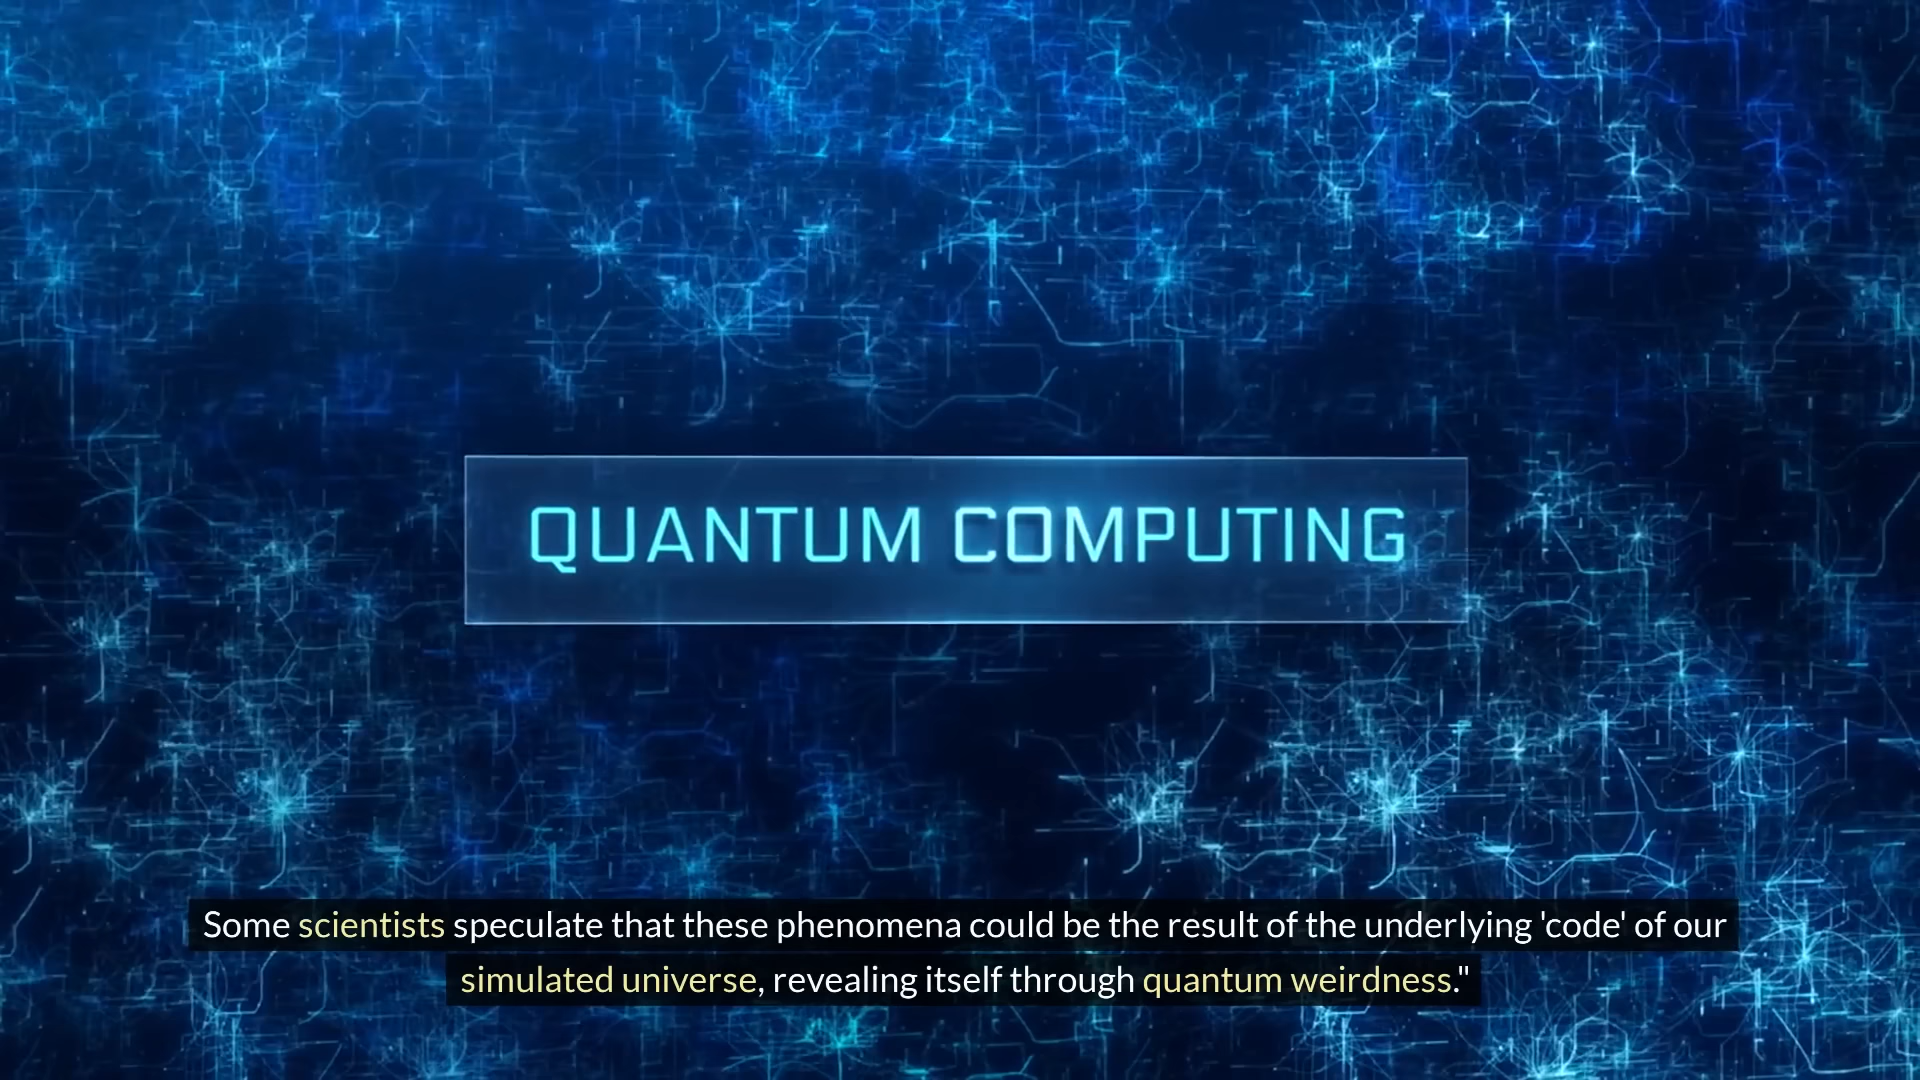 QUANTUM COMPUTING
Some scientists speculate that these phenomena could be the result of the underlying 'code' of our
simulated universe, revealing itself through quantum weirdness."